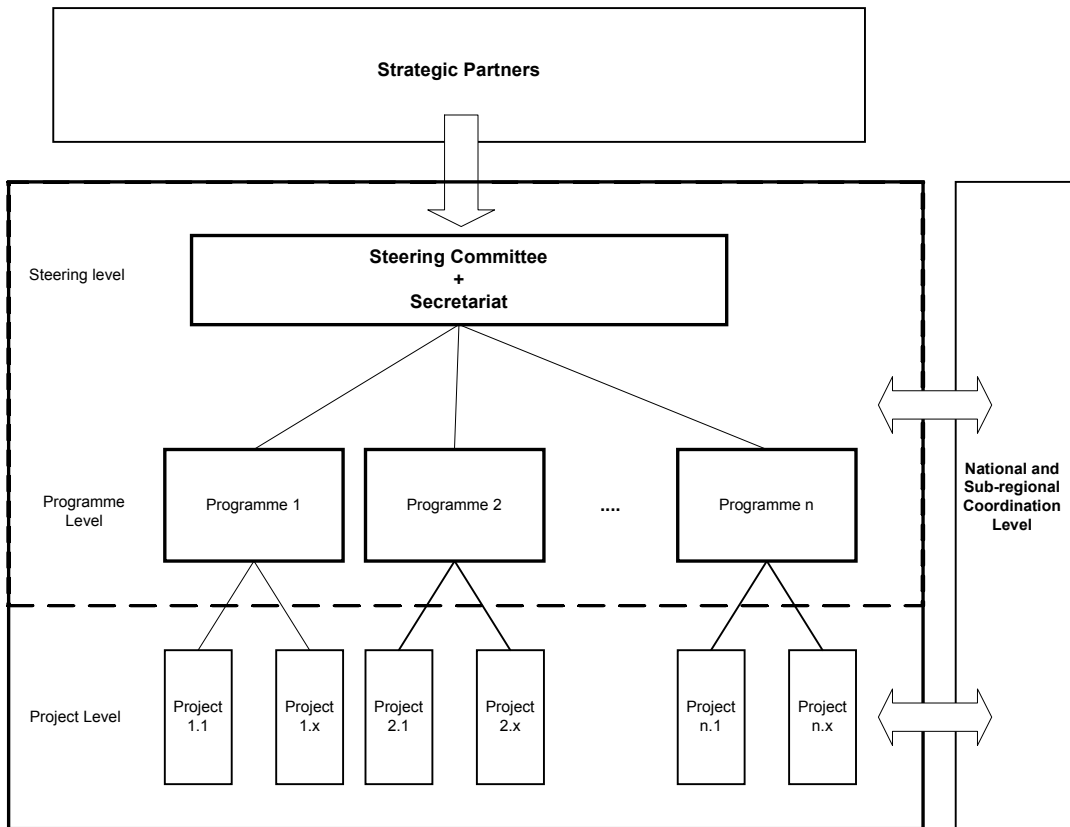 Strategic Partners
Steering level
Steering Committee
+
Secretariat
Programme
Level
Programme 1
Programme 2
....
Programme n
National and
Sub-regional
Coordination
Level
Project Level
Project
1.1
Project
1.x
Project
2.1
Project
2.x
Project
n.1
Project
n.x